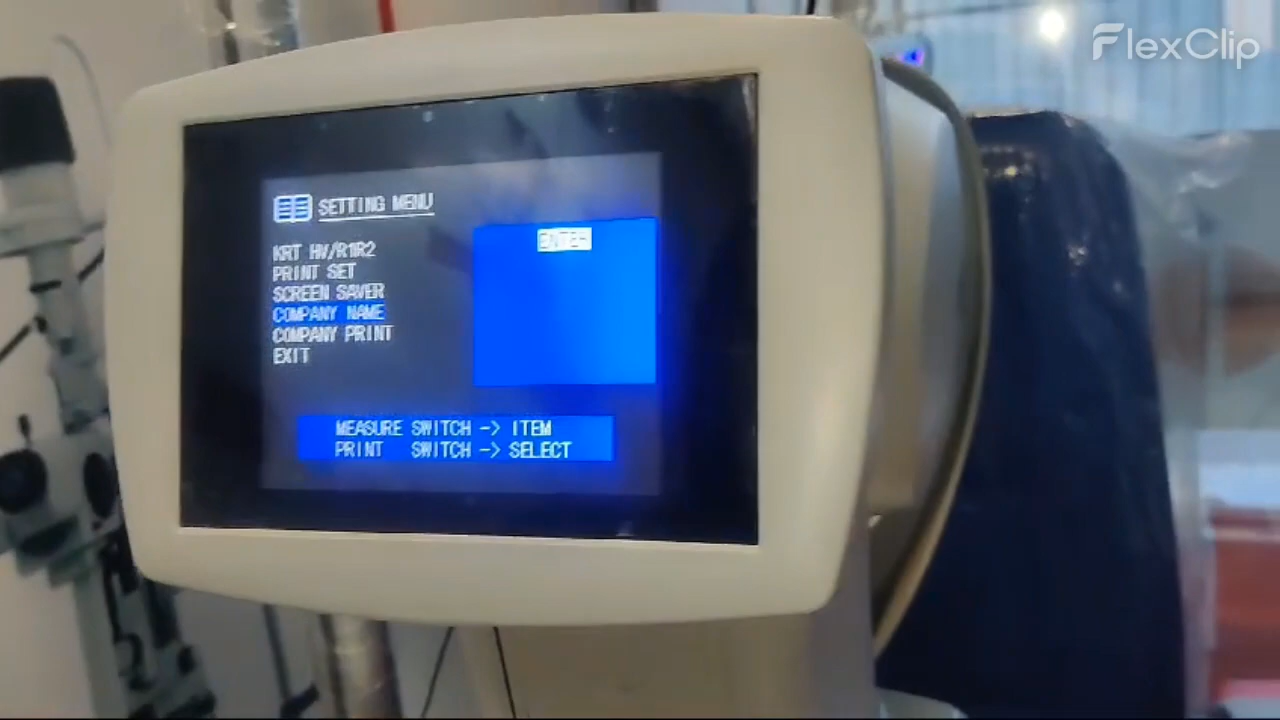 FlexClip
SETTING MENU
KRT HV/R1R2
PRINT SET
SCREEN SAVER
COMPANY NAME
COMPANY PRINT
EXIT
ENTER
MEASURE SWITCH -> ITEM
PRINT SWITCH -> SELECT